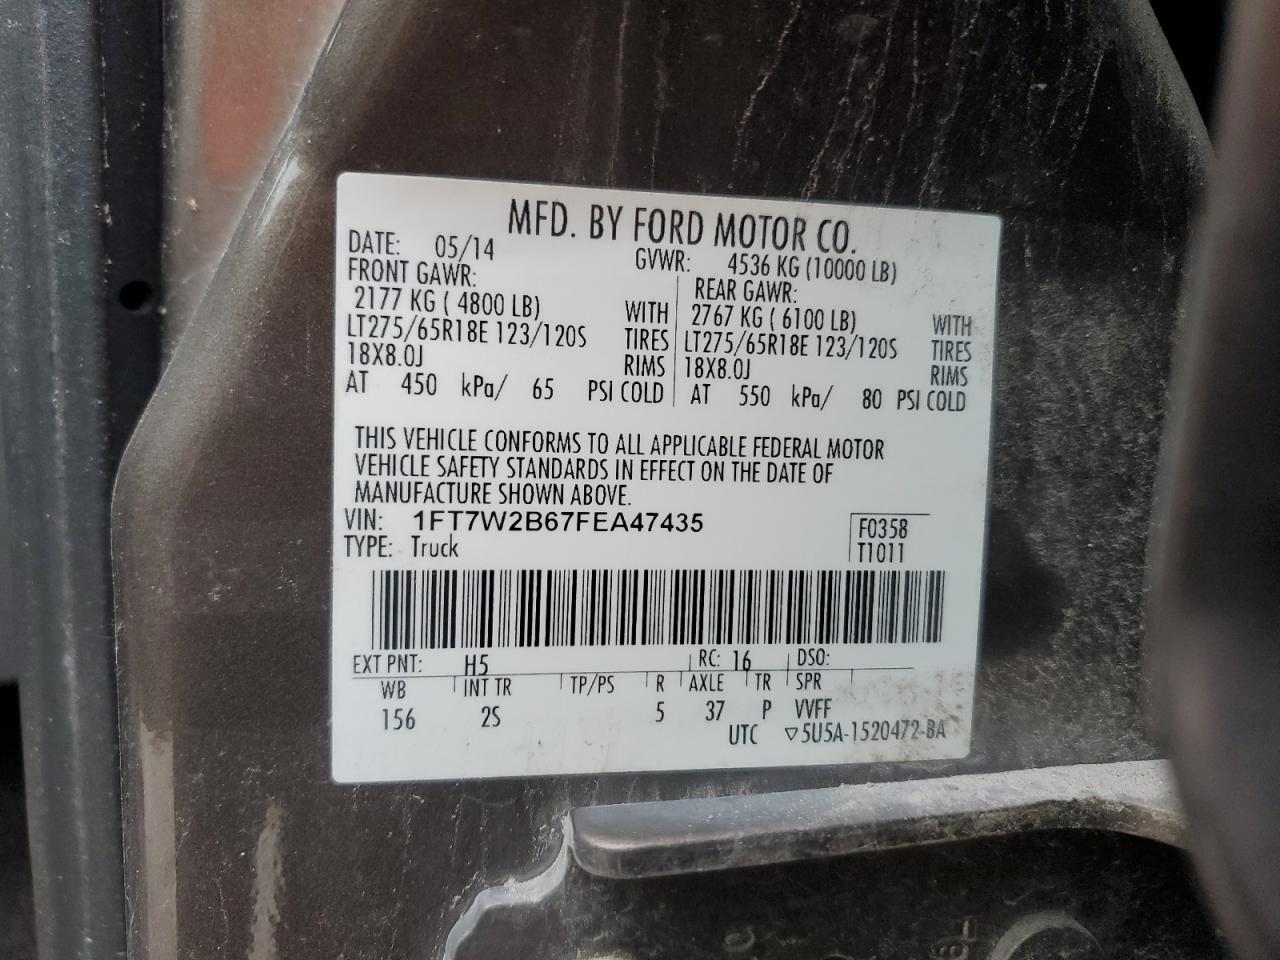 MFD. BY FORD MOTOR CO.
DATE: 05/14 GVWR: 4536 KG (10000 LB)
FRONT GAWR: REAR GAWR:
2177 KG ( 4800 LB) WITH 2767 KG ( 6100 LB) WITH
LT275/65R18E 123/120S TIRES LT275/65R18E 123/120S TIRES
18X8.0J RIMS 18X8.0J RIMS
AT 450 kPa/ 65 PSI COLD AT 550 kPa/ 80 PSI COLD
THIS VEHICLE CONFORMS TO ALL APPLICABLE FEDERAL MOTOR
VEHICLE SAFETY STANDARDS IN EFFECT ON THE DATE OF
MANUFACTURE SHOWN ABOVE.
VIN: 1FT7W2B67FEA47435 F0358
TYPE: Truck T1011
EXT PNT: H5 RC: 16 DSO:
WB INT TR TP/PS R AXLE TR SPR
156 2S 5 37 P VVFF
UTC ▽5U5A-1520472-BA